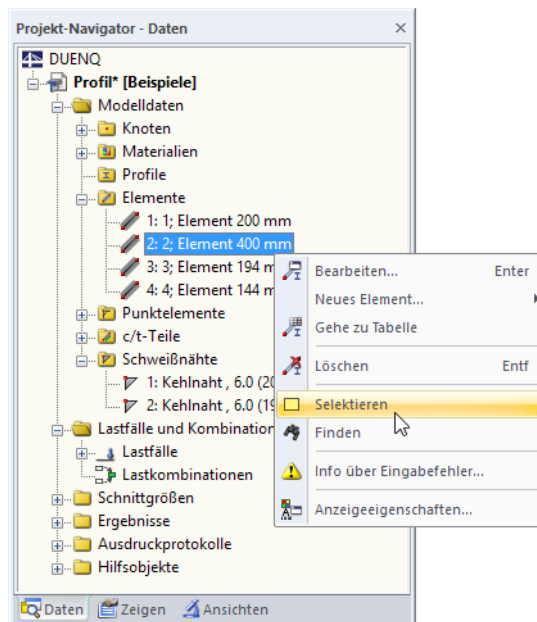 Projekt-Navigator - Daten
DUENQ
Profil* [Beispiele]
Modelldaten
Knoten
Materialien
Profile
Elemente
1: 1; Element 200 mm
2: 2; Element 400 mm
3: 3; Element 194 m
4: 4; Element 144 m
Punktelemente
c/t-Teile
Schweißnähte
1: Kehlnaht , 6.0 (20
2: Kehlnaht , 6.0 (19
Lastfälle und Kombination
Lastfälle
Lastkombinationen
Schnittgrößen
Ergebnisse
Ausdruckprotokolle
Hilfsobjekte
Bearbeiten... Enter
Neues Element...
Gehe zu Tabelle
Löschen Entf
Selektieren
Finden
Info über Eingabefehler...
Anzeigeeigenschaften...
Daten Zeigen Ansichten